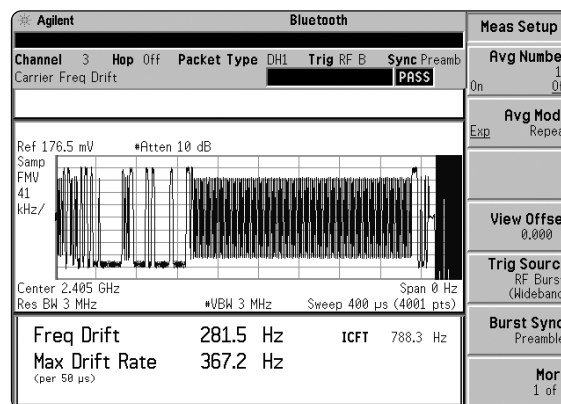 Agilent Bluetooth Meas Setup
Channel 3 Hop Off Packet Type DH1 Trig RF B Sync Preamb
Carrier Freq Drift PASS
Avg Numbe
1
On O
Avg Mod
Exp Repea
Ref 176.5 mV #Atten 10 dB
Samp
FMV
41
kHz/
View Offse
0.000
Trig Sourc
RF Burs
(Wideband
Center 2.405 GHz Span 0 Hz
Res BW 3 MHz #VBW 3 MHz Sweep 400 µs (4001 pts)
Burst Sync
Preamble
Freq Drift 281.5 Hz ICFT 788.3 Hz
Max Drift Rate 367.2 Hz
(per 50 µs)
Mor
1 of